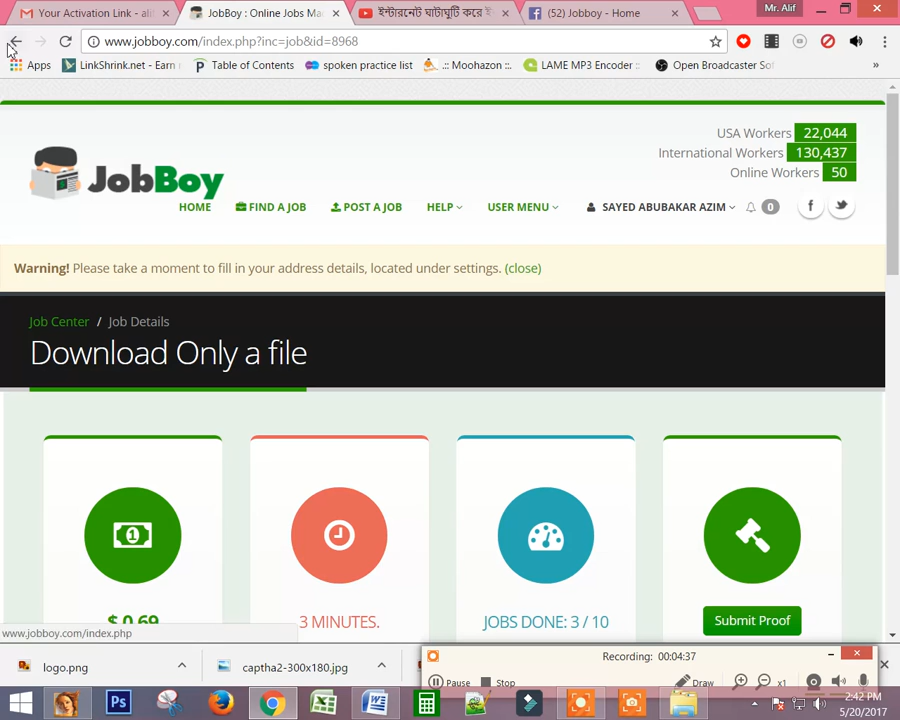 Your Activation Link - alif
JobBoy : Online Jobs Ma
ইন্টারনেট ঘাটাঘুটি করে ই
(52) Jobboy - Home
Mr. Alif
www.jobboy.com/index.php?inc=job&id=8968
Apps
LinkShrink.net - Earn
Table of Contents
spoken practice list
.:: Moohazon ::.
LAME MP3 Encoder ::
Open Broadcaster Sof
»
USA Workers 22,044
International Workers 130,437
Online Workers 50
JobBoy
HOME FIND A JOB POST A JOB HELP USER MENU SAYED ABUBAKAR AZIM 0
Warning! Please take a moment to fill in your address details, located under settings. (close)
Job Center / Job Details
Download Only a file
$ 0.69
3 MINUTES.
JOBS DONE: 3 / 10
Submit Proof
www.jobboy.com/index.php
logo.png
captha2-300x180.jpg
Recording: 00:04:37
Pause
Stop
Draw
x1
2:42 PM
5/20/2017